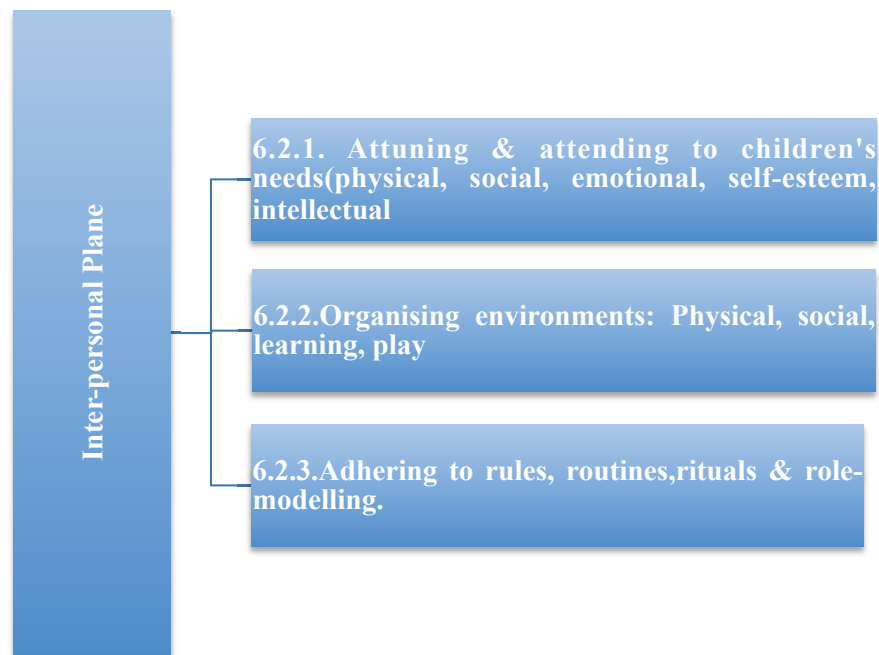 Inter-personal Plane
6.2.1. Attuning & attending to children's
needs(physical, social, emotional, self-esteem,
intellectual
6.2.2.Organising environments: Physical, social,
learning, play
6.2.3.Adhering to rules, routines,rituals & role-
modelling.